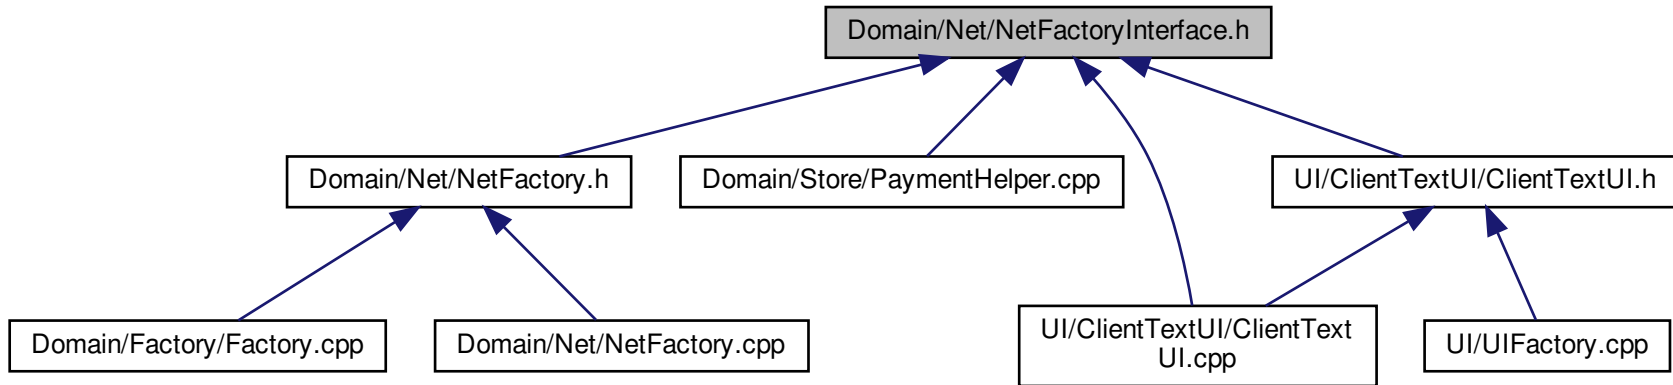 Domain/Net/NetFactoryInterface.h
Domain/Net/NetFactory.h
Domain/Store/PaymentHelper.cpp
UI/ClientTextUI/ClientTextUI.h
Domain/Factory/Factory.cpp
Domain/Net/NetFactory.cpp
UI/ClientTextUI/ClientText
UI.cpp
UI/UIFactory.cpp